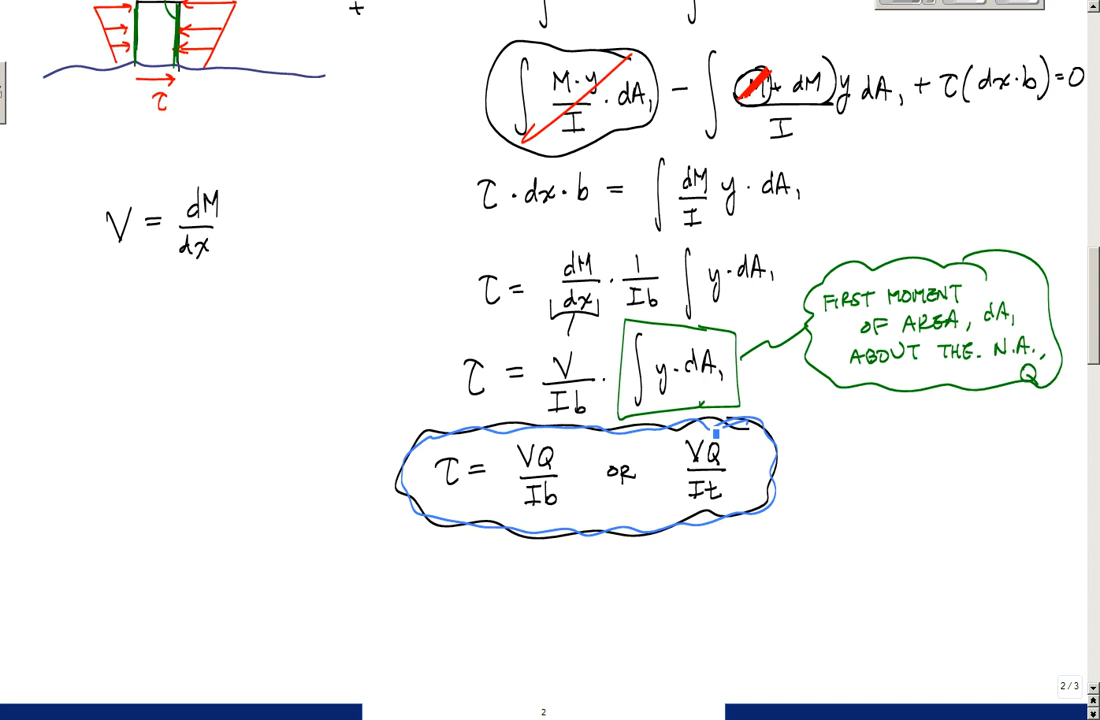 +
∫ ∫
τ
∫ M·y/I · dA₁ − ∫ (M + dM)/I y dA₁ + τ(dx·b) = 0
τ · dx · b = ∫ dM/I y · dA₁
V = dM/dx
τ = dM/dx · 1/Ib ∫ y · dA₁
FIRST MOMENT
OF AREA, dA₁
ABOUT THE. N.A.,
Q
τ = V/Ib · ∫ y · dA₁
τ = VQ/Ib OR VQ/It
2 / 3
2